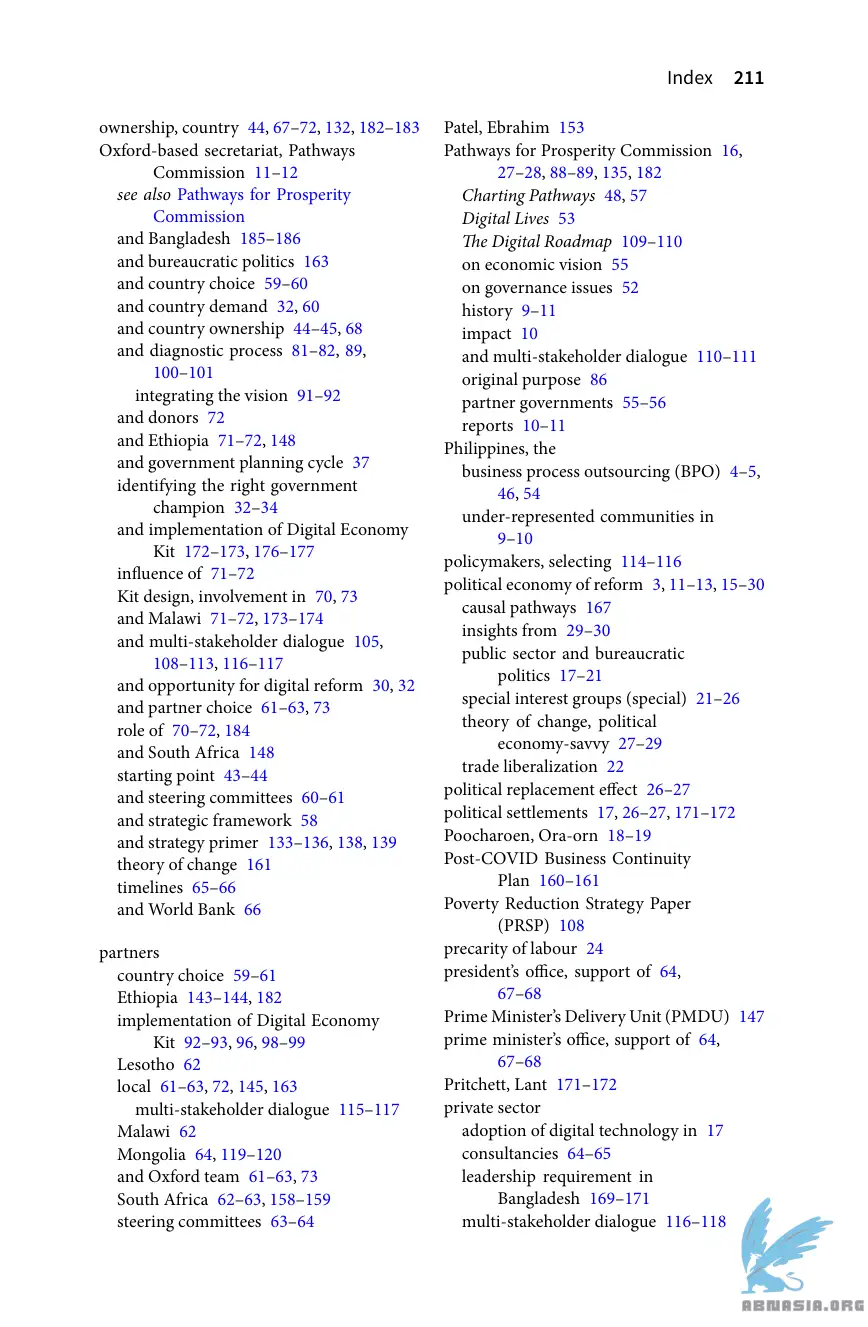 Index 211
ownership, country 44, 67–72, 132, 182–183
Oxford-based secretariat, Pathways
Commission 11–12
see also Pathways for Prosperity
Commission
and Bangladesh 185–186
and bureaucratic politics 163
and country choice 59–60
and country demand 32, 60
and country ownership 44–45, 68
and diagnostic process 81–82, 89,
100–101
integrating the vision 91–92
and donors 72
and Ethiopia 71–72, 148
and government planning cycle 37
identifying the right government
champion 32–34
and implementation of Digital Economy
Kit 172–173, 176–177
influence of 71–72
Kit design, involvement in 70, 73
and Malawi 71–72, 173–174
and multi-stakeholder dialogue 105,
108–113, 116–117
and opportunity for digital reform 30, 32
and partner choice 61–63, 73
role of 70–72, 184
and South Africa 148
starting point 43–44
and steering committees 60–61
and strategic framework 58
and strategy primer 133–136, 138, 139
theory of change 161
timelines 65–66
and World Bank 66
partners
country choice 59–61
Ethiopia 143–144, 182
implementation of Digital Economy
Kit 92–93, 96, 98–99
Lesotho 62
local 61–63, 72, 145, 163
multi-stakeholder dialogue 115–117
Malawi 62
Mongolia 64, 119–120
and Oxford team 61–63, 73
South Africa 62–63, 158–159
steering committees 63–64
Patel, Ebrahim 153
Pathways for Prosperity Commission 16,
27–28, 88–89, 135, 182
Charting Pathways 48, 57
Digital Lives 53
The Digital Roadmap 109–110
on economic vision 55
on governance issues 52
history 9–11
impact 10
and multi-stakeholder dialogue 110–111
original purpose 86
partner governments 55–56
reports 10–11
Philippines, the
business process outsourcing (BPO) 4–5,
46, 54
under-represented communities in
9–10
policymakers, selecting 114–116
political economy of reform 3, 11–13, 15–30
causal pathways 167
insights from 29–30
public sector and bureaucratic
politics 17–21
special interest groups (special) 21–26
theory of change, political
economy-savvy 27–29
trade liberalization 22
political replacement effect 26–27
political settlements 17, 26–27, 171–172
Poocharoen, Ora-orn 18–19
Post-COVID Business Continuity
Plan 160–161
Poverty Reduction Strategy Paper
(PRSP) 108
precarity of labour 24
president's office, support of 64,
67–68
Prime Minister's Delivery Unit (PMDU) 147
prime minister's office, support of 64,
67–68
Pritchett, Lant 171–172
private sector
adoption of digital technology in 17
consultancies 64–65
leadership requirement in
Bangladesh 169–171
multi-stakeholder dialogue 116–118
ABNASIA.ORG